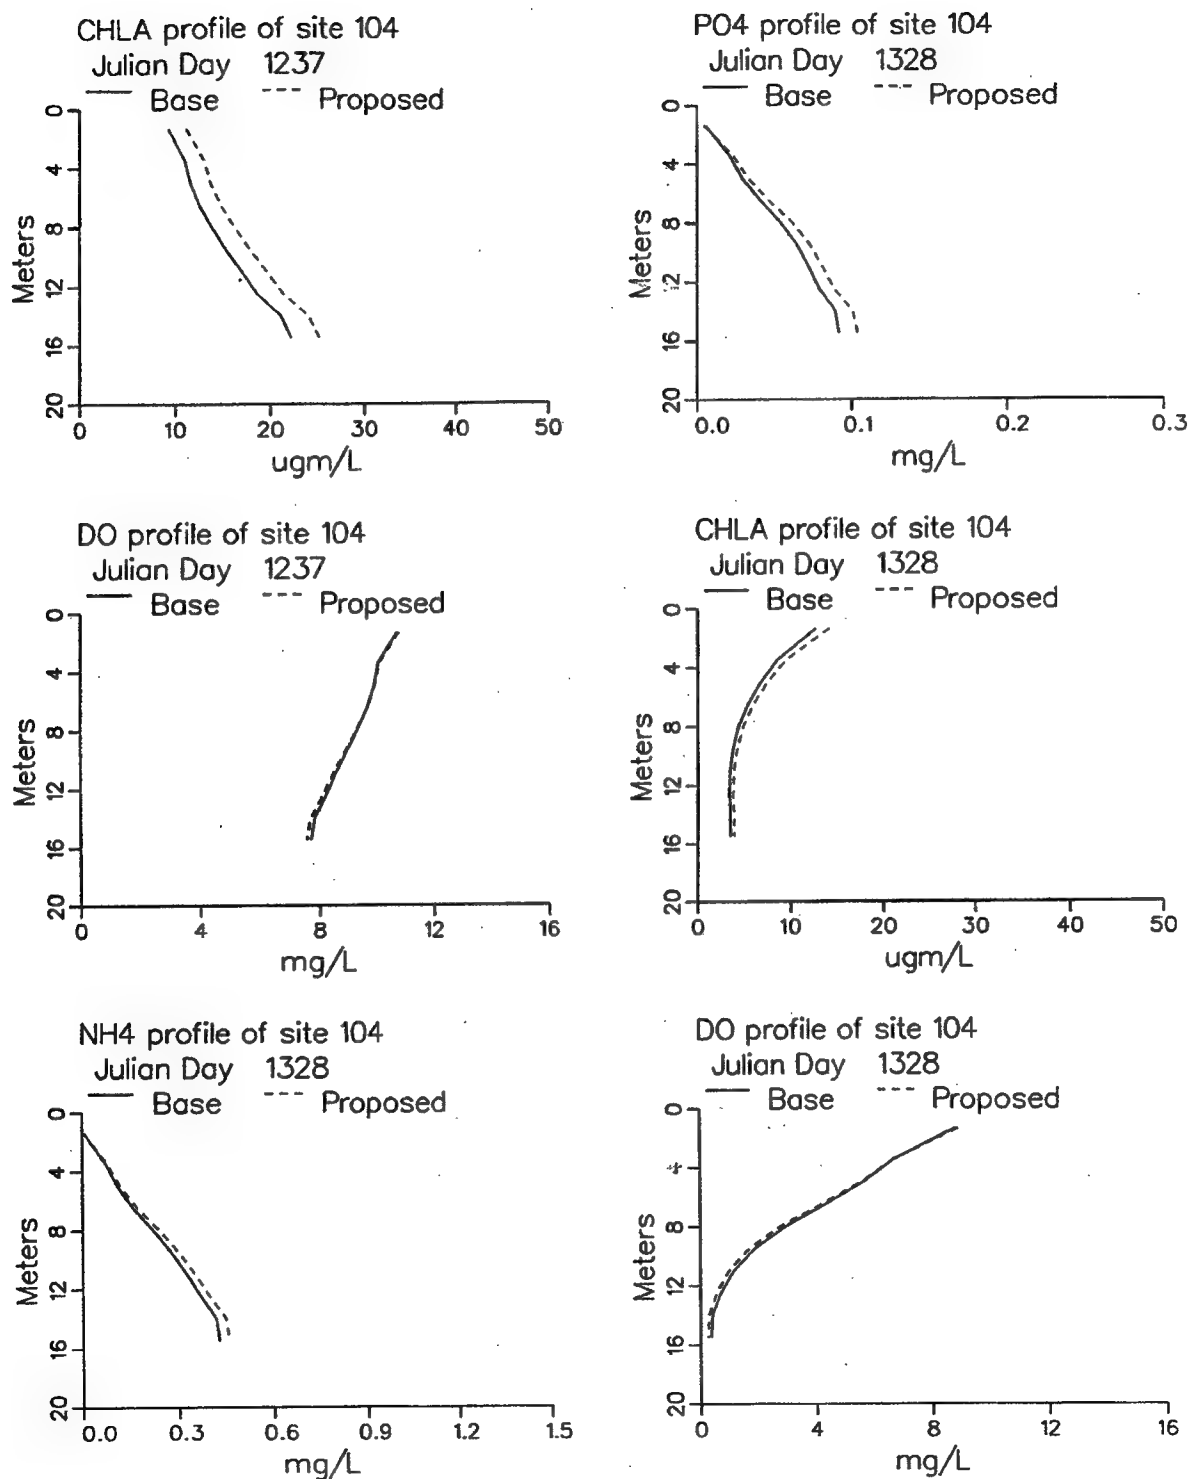 CHLA profile of site 104
Julian Day 1237
Base Proposed
0
4
8
12
16
20
Meters
0 10 20 30 40 50
ugm/L
PO4 profile of site 104
Julian Day 1328
Base Proposed
0
4
8
12
16
20
Meters
0.0 0.1 0.2 0.3
mg/L
DO profile of site 104
Julian Day 1237
Base Proposed
0
4
8
12
16
20
Meters
0 4 8 12 16
mg/L
CHLA profile of site 104
Julian Day 1328
Base Proposed
0
4
8
12
16
20
Meters
0 10 20 30 40 50
ugm/L
NH4 profile of site 104
Julian Day 1328
Base Proposed
0
4
8
12
16
20
Meters
0.0 0.3 0.6 0.9 1.2 1.5
mg/L
DO profile of site 104
Julian Day 1328
Base Proposed
0
4
8
12
16
20
Meters
0 4 8 12 16
mg/L